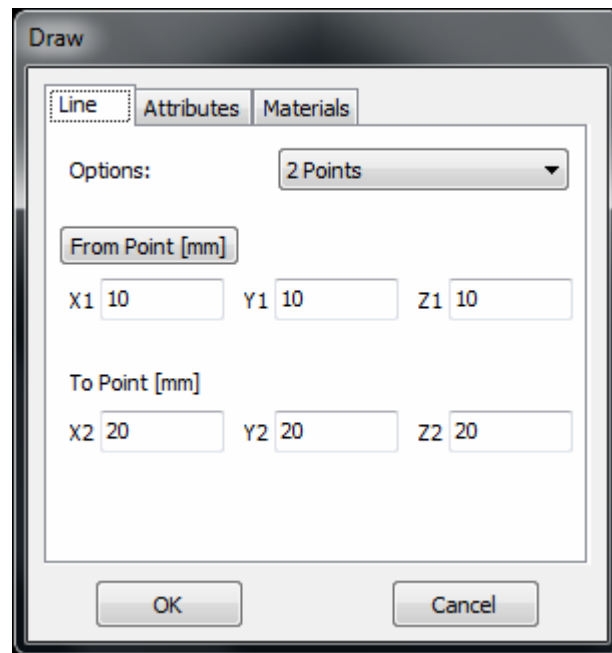 Draw
Line Attributes Materials
Options: 2 Points
From Point [mm]
X1 10 Y1 10 Z1 10
To Point [mm]
X2 20 Y2 20 Z2 20
OK Cancel